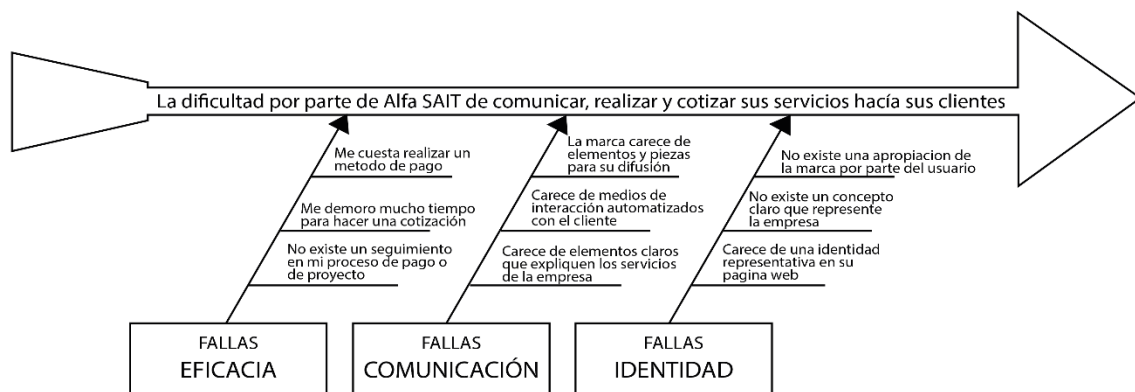 La dificultad por parte de Alfa SAIT de comunicar, realizar y cotizar sus servicios hacía sus clientes
Me cuesta realizar un
metodo de pago
Me demoro mucho tiempo
para hacer una cotización
No existe un seguimiento
en mi proceso de pago o
de proyecto
FALLAS
EFICACIA
La marca carece de
elementos y piezas
para su difusión
Carece de medios de
interacción automatizados
con el cliente
Carece de elementos claros
que expliquen los servicios
de la empresa
FALLAS
COMUNICACIÓN
No existe una apropiacion de
la marca por parte del usuario
No existe un concepto
claro que represente
la empresa
Carece de una identidad
representativa en su
pagina web
FALLAS
IDENTIDAD